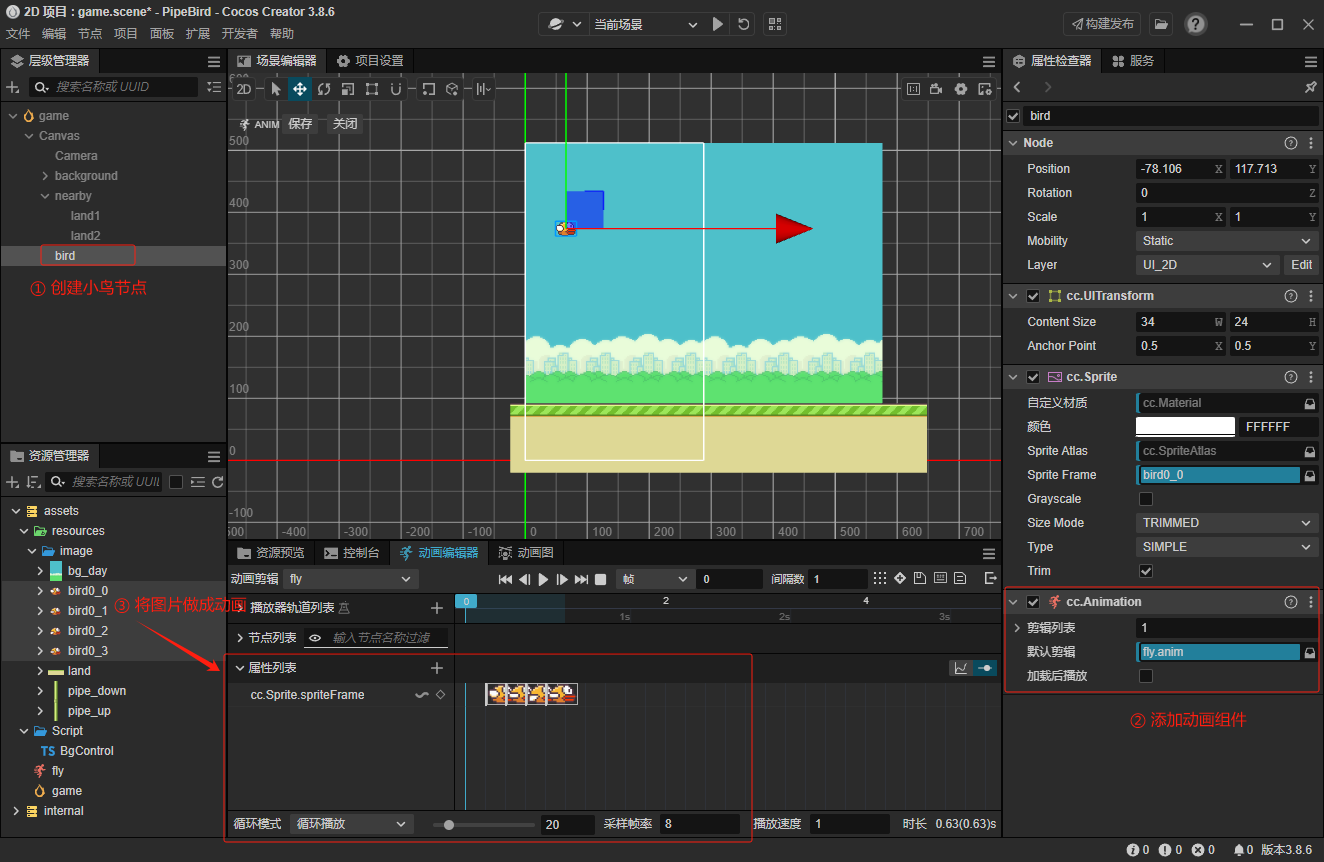 2D 项目 : game.scene* - PipeBird - Cocos Creator 3.8.6
文件 编辑 节点 项目 面板 扩展 开发者 帮助
当前场景
构建发布
层级管理器
搜索名称或 UUID
game
Canvas
Camera
background
nearby
land1
land2
bird
① 创建小鸟节点
资源管理器
搜索名称或 UUI
assets
resources
image
bg_day
bird0_0
bird0_1
bird0_2
bird0_3
land
pipe_down
pipe_up
Script
TS BgControl
fly
game
internal
③ 将图片做成动画
场景编辑器 项目设置
2D
ANIM 保存 关闭
500
400
300
200
100
0
-100
500 -400 -300 -200 -100 0 100 200 300 400 500 600 700
资源预览 控制台 动画编辑器 动画图
动画剪辑 fly 帧 0 间隔数 1
播放器轨道列表
0 2 4
1s 2s 3s
节点列表 输入节点名称过滤
属性列表
cc.Sprite.spriteFrame
循环模式 循环播放 20 采样帧率 8 播放速度 1 时长 0.63(0.63)s
属性检查器 服务
bird
Node
Position -78.106 X 117.713 Y
Rotation 0 Z
Scale 1 X 1 Y
Mobility Static
Layer UI_2D Edit
cc.UITransform
Content Size 34 W 24 H
Anchor Point 0.5 X 0.5 Y
cc.Sprite
自定义材质 cc.Material
颜色 FFFFFF
Sprite Atlas cc.SpriteAtlas
Sprite Frame bird0_0
Grayscale
Size Mode TRIMMED
Type SIMPLE
Trim
cc.Animation
剪辑列表 1
默认剪辑 fly.anim
加载后播放
② 添加动画组件
0 0 0 0 版本3.8.6